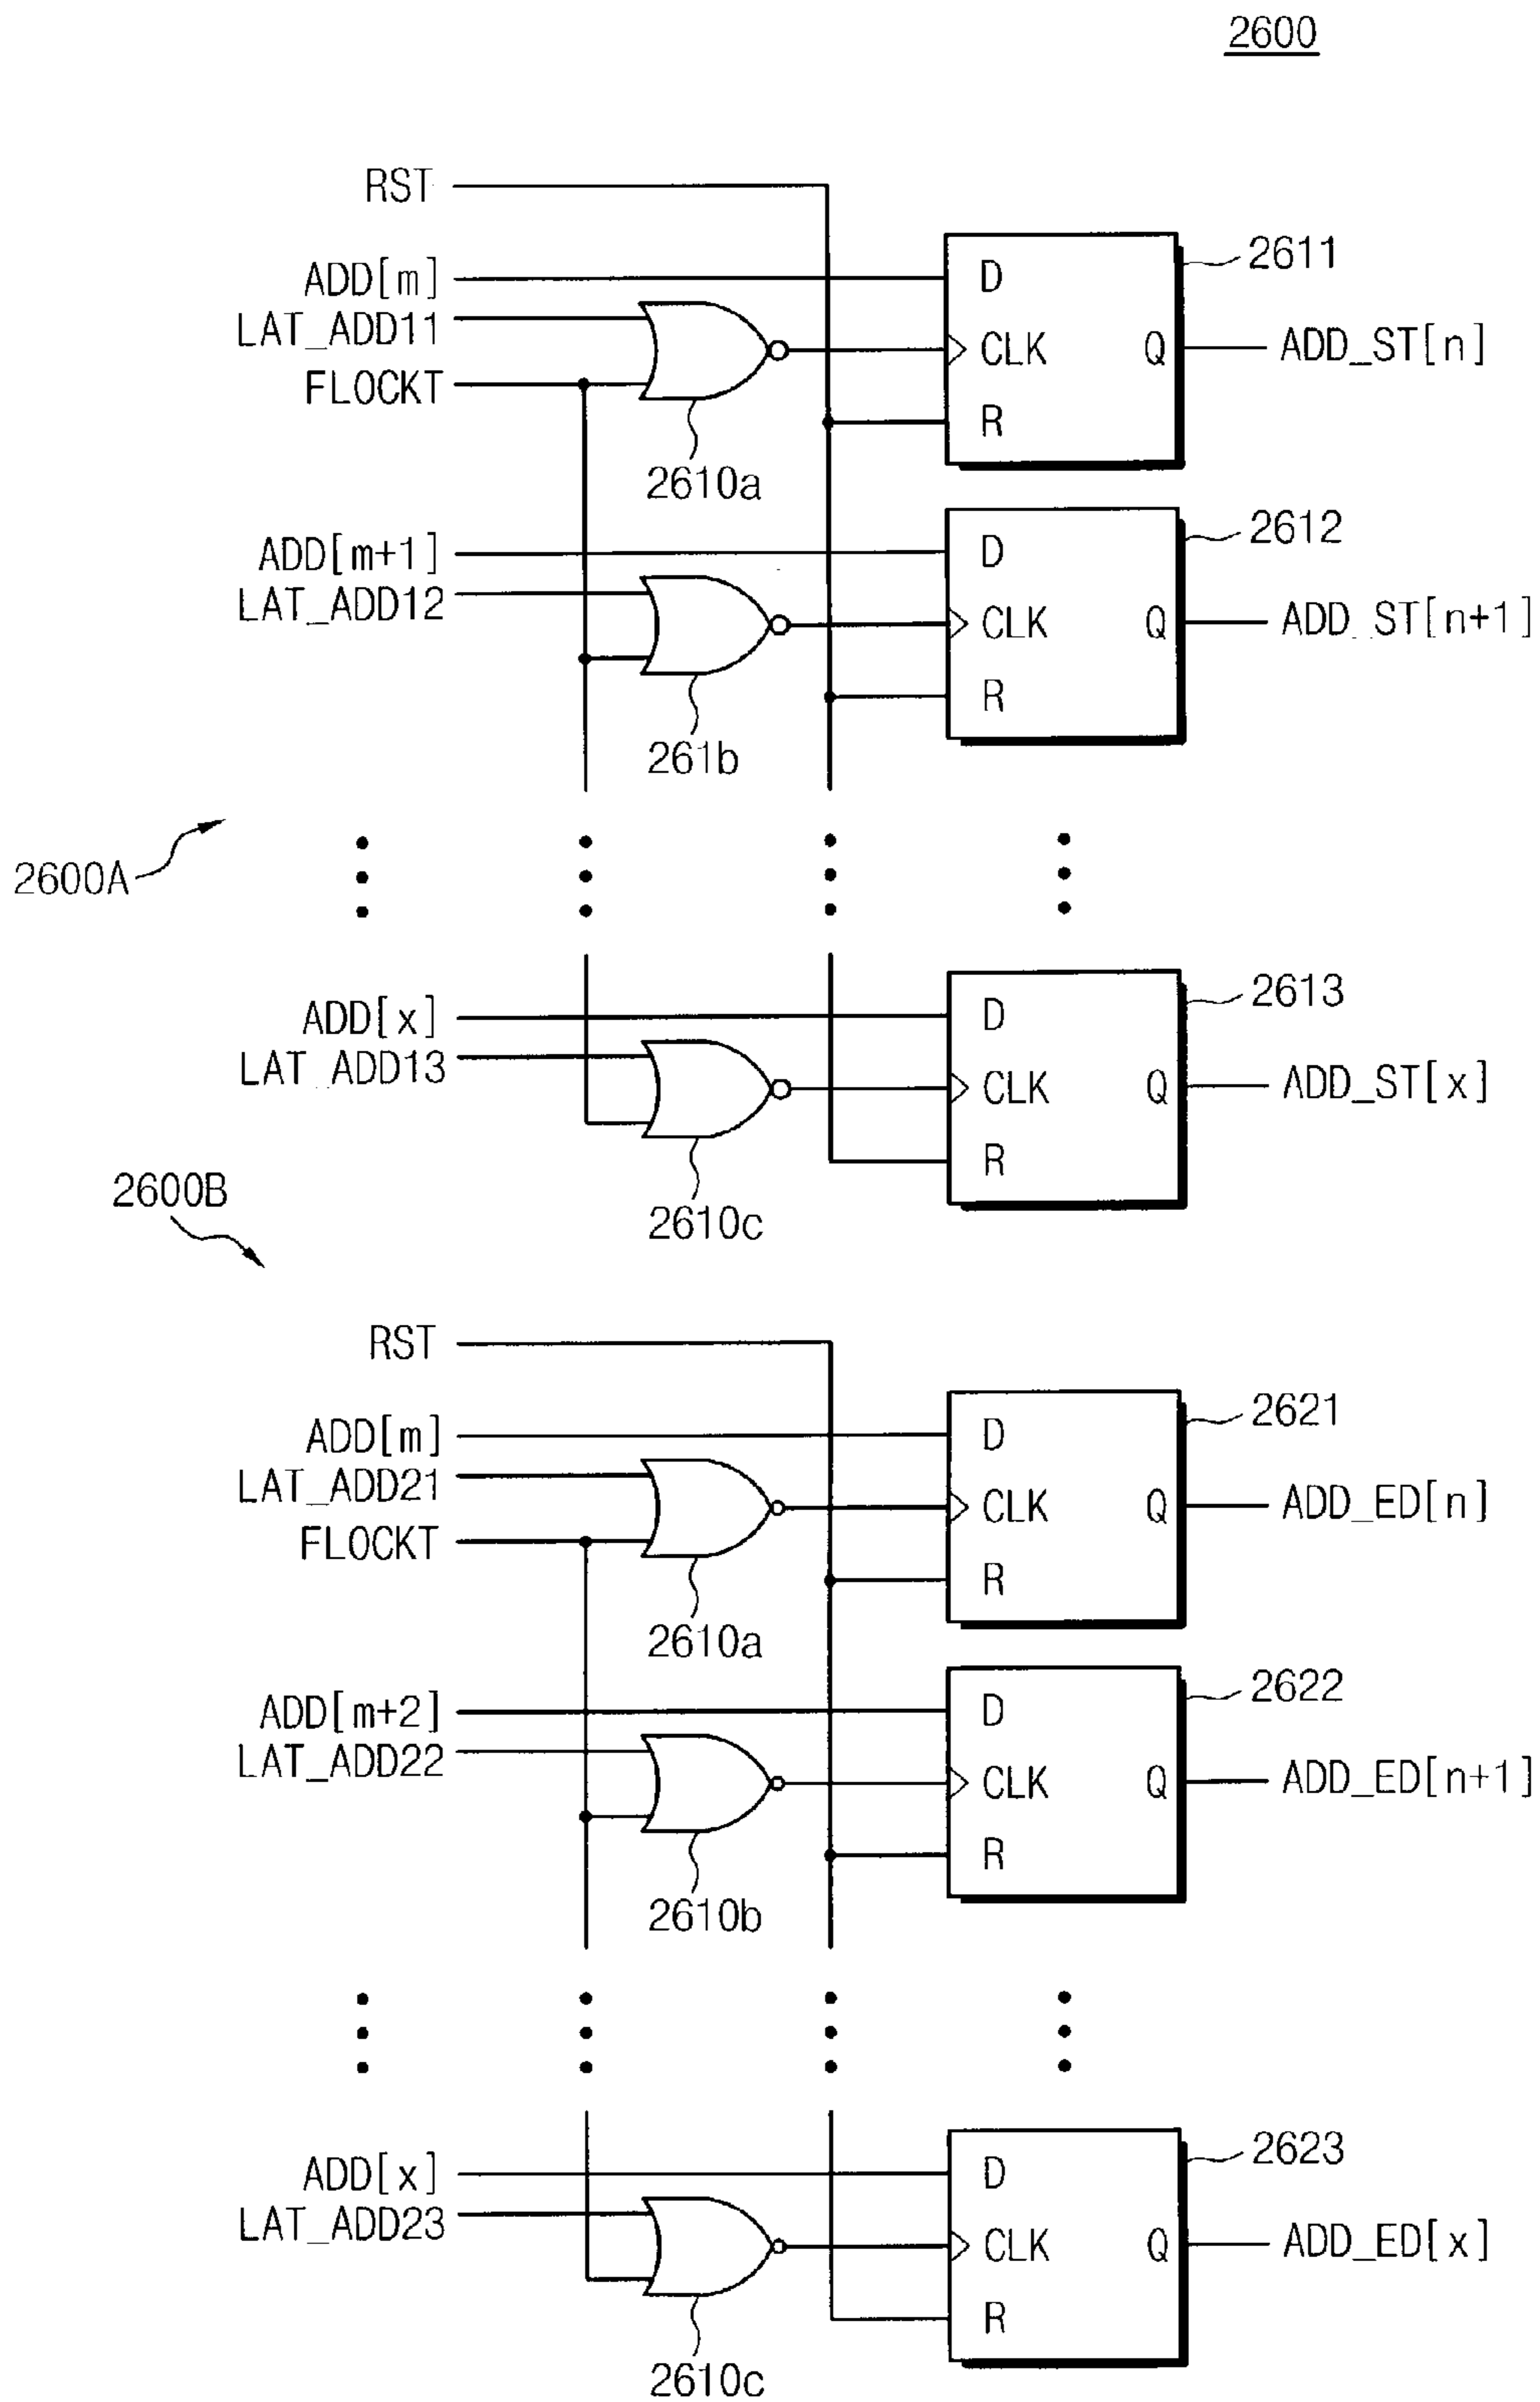 2600
RST
ADD[m]
LAT_ADD11
FLOCKT
D
CLK
Q
R
2611
ADD_ST[n]
2610a
ADD[m+1]
LAT_ADD12
D
CLK
Q
R
2612
ADD_ST[n+1]
261b
2600A
ADD[x]
LAT_ADD13
D
CLK
Q
R
2613
ADD_ST[x]
2610c
2600B
RST
ADD[m]
LAT_ADD21
FLOCKT
D
CLK
Q
R
2621
ADD_ED[n]
2610a
ADD[m+2]
LAT_ADD22
D
CLK
Q
R
2622
ADD_ED[n+1]
2610b
ADD[x]
LAT_ADD23
D
CLK
Q
R
2623
ADD_ED[x]
2610c